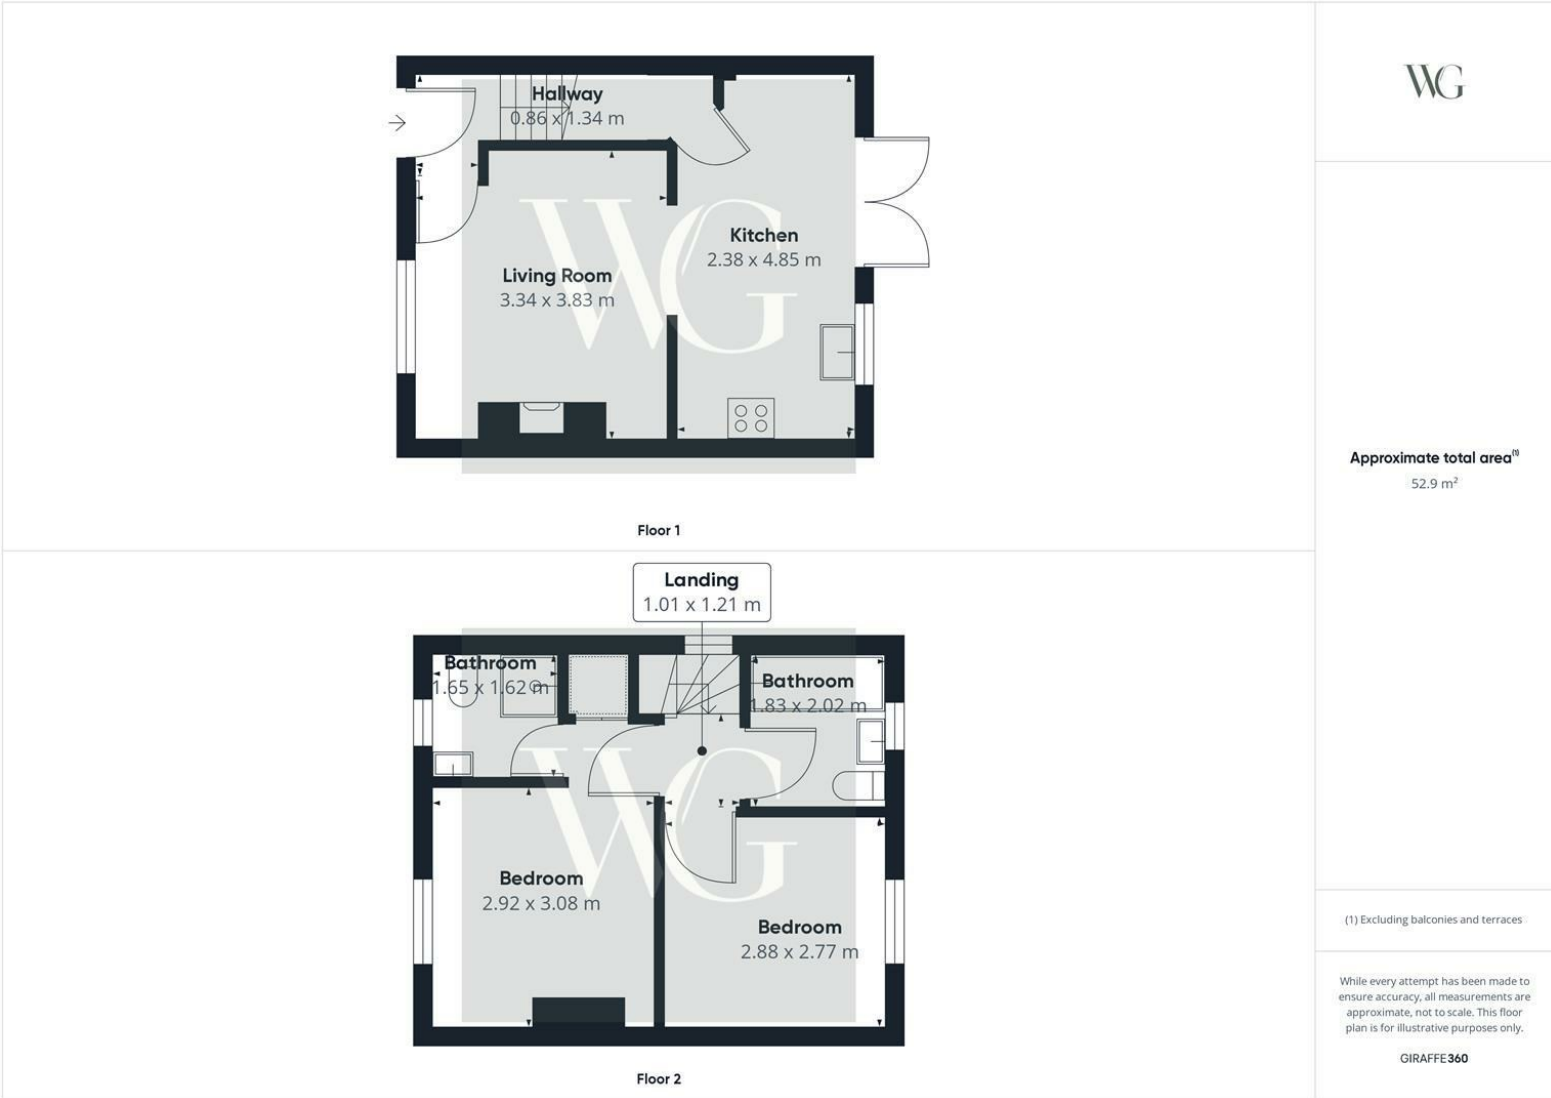 Hallway
0.86 x 1.34 m
Living Room
3.34 x 3.83 m
Kitchen
2.38 x 4.85 m
WG
Floor 1
Landing
1.01 x 1.21 m
Bathroom
1.65 x 1.62 m
Bathroom
1.83 x 2.02 m
WG
Bedroom
2.92 x 3.08 m
Bedroom
2.88 x 2.77 m
Floor 2
WG
Approximate total area(1)
52.9 m²
(1) Excluding balconies and terraces
While every attempt has been made to
ensure accuracy, all measurements are
approximate, not to scale. This floor
plan is for illustrative purposes only.
GIRAFFE360